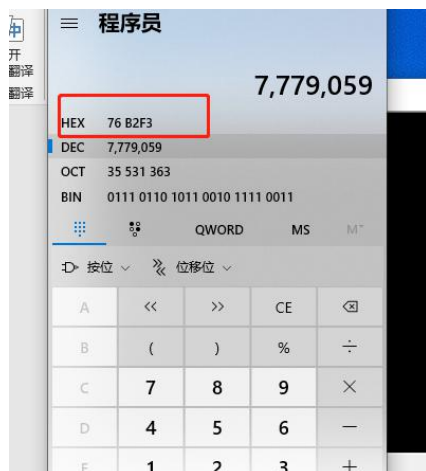 中
开
翻译
翻译
程序员
7,779,059
HEX 76 B2F3
DEC 7,779,059
OCT 35 531 363
BIN 0111 0110 1011 0010 1111 0011
QWORD MS M˅
按位 位移位
A << >> CE
B ( ) % ÷
C 7 8 9 ×
D 4 5 6 −
E 1 2 3 +